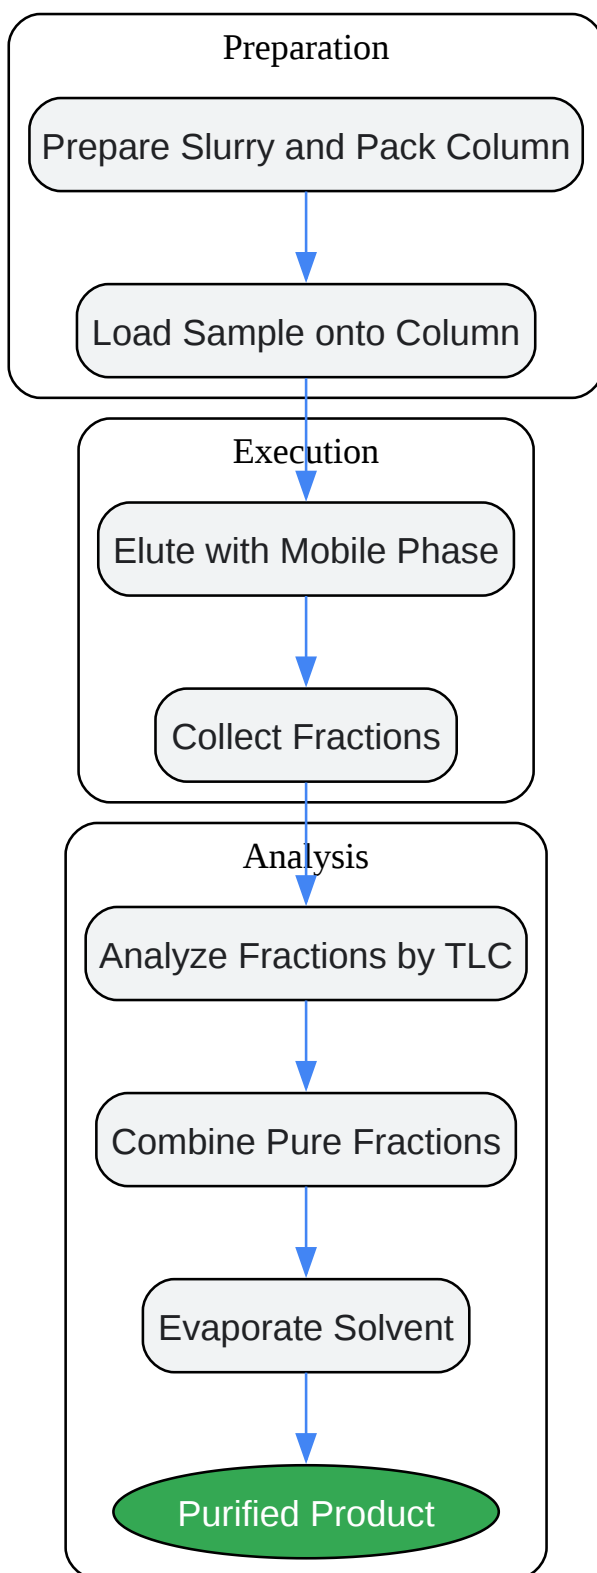 Preparation
Prepare Slurry and Pack Column
Load Sample onto Column
Execution
Elute with Mobile Phase
Collect Fractions
Analysis
Analyze Fractions by TLC
Combine Pure Fractions
Evaporate Solvent
Purified Product